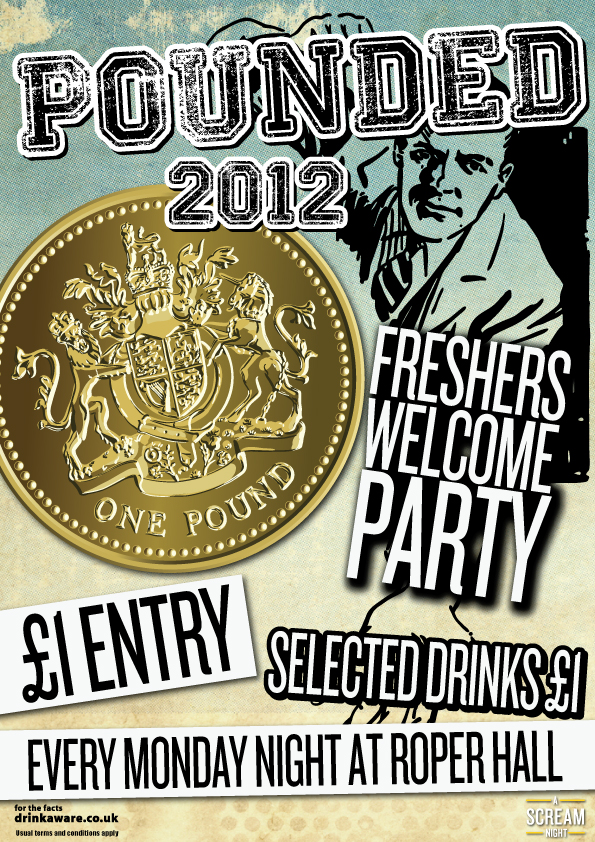 POUNDED
2012
ONE POUND
FRESHERS
WELCOME
PARTY
£1 ENTRY
SELECTED DRINKS £1
EVERY MONDAY NIGHT AT ROPER HALL
for the facts
drinkaware.co.uk
Usual terms and conditions apply
A
SCREAM
NIGHT